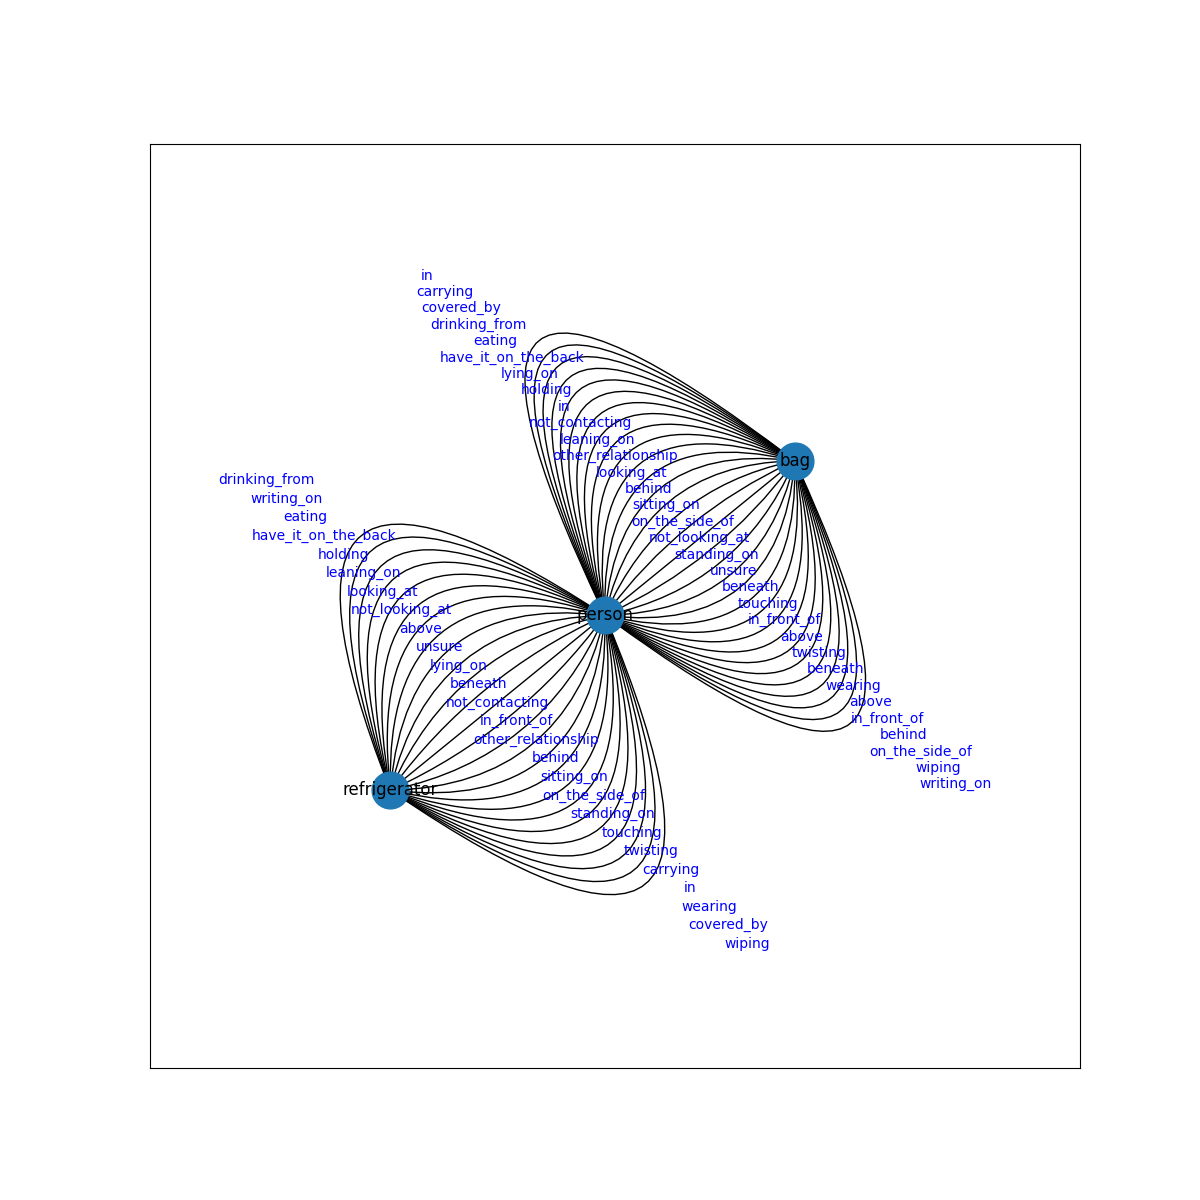 in
carrying
covered_by
drinking_from
eating
have_it_on_the_back
lying_on
holding
in
not_contacting
leaning_on
other_relationship
looking_at
behind
sitting_on
on_the_side_of
not_looking_at
standing_on
unsure
beneath
touching
in_front_of
above
twisting
beneath
wearing
above
in_front_of
behind
on_the_side_of
wiping
writing_on
bag
person
refrigerator
drinking_from
writing_on
eating
have_it_on_the_back
holding
leaning_on
looking_at
not_looking_at
above
unsure
lying_on
beneath
not_contacting
in_front_of
other_relationship
behind
sitting_on
on_the_side_of
standing_on
touching
twisting
carrying
in
wearing
covered_by
wiping